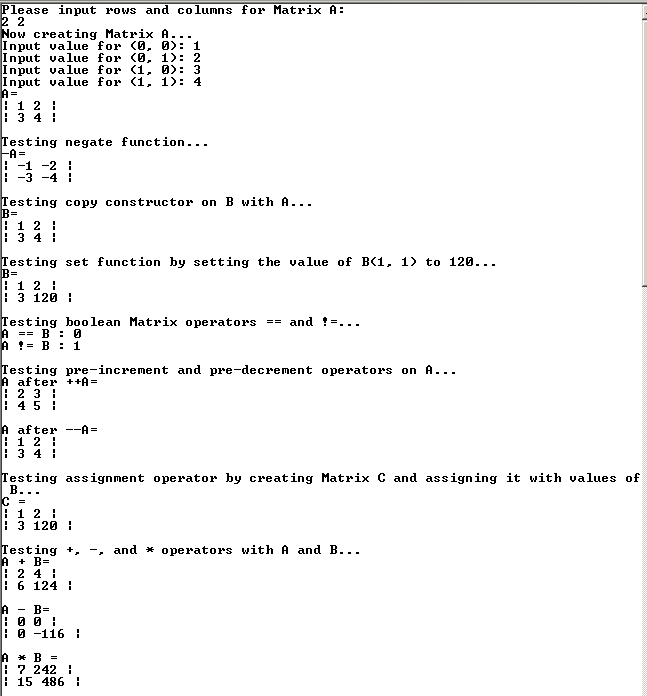 Please input rows and columns for Matrix A:
2 2
Now creating Matrix A...
Input value for (0, 0): 1
Input value for (0, 1): 2
Input value for (1, 0): 3
Input value for (1, 1): 4
A=
¦ 1 2 ¦
¦ 3 4 ¦
Testing negate function...
-A=
¦ -1 -2 ¦
¦ -3 -4 ¦
Testing copy constructor on B with A...
B=
¦ 1 2 ¦
¦ 3 4 ¦
Testing set function by setting the value of B(1, 1) to 120...
B=
¦ 1 2 ¦
¦ 3 120 ¦
Testing boolean Matrix operators == and !=...
A == B : 0
A != B : 1
Testing pre-increment and pre-decrement operators on A...
A after ++A=
¦ 2 3 ¦
¦ 4 5 ¦
A after --A=
¦ 1 2 ¦
¦ 3 4 ¦
Testing assignment operator by creating Matrix C and assigning it with values of
B...
C =
¦ 1 2 ¦
¦ 3 120 ¦
Testing +, -, and * operators with A and B...
A + B=
¦ 2 4 ¦
¦ 6 124 ¦
A - B=
¦ 0 0 ¦
¦ 0 -116 ¦
A * B =
¦ 7 242 ¦
¦ 15 486 ¦